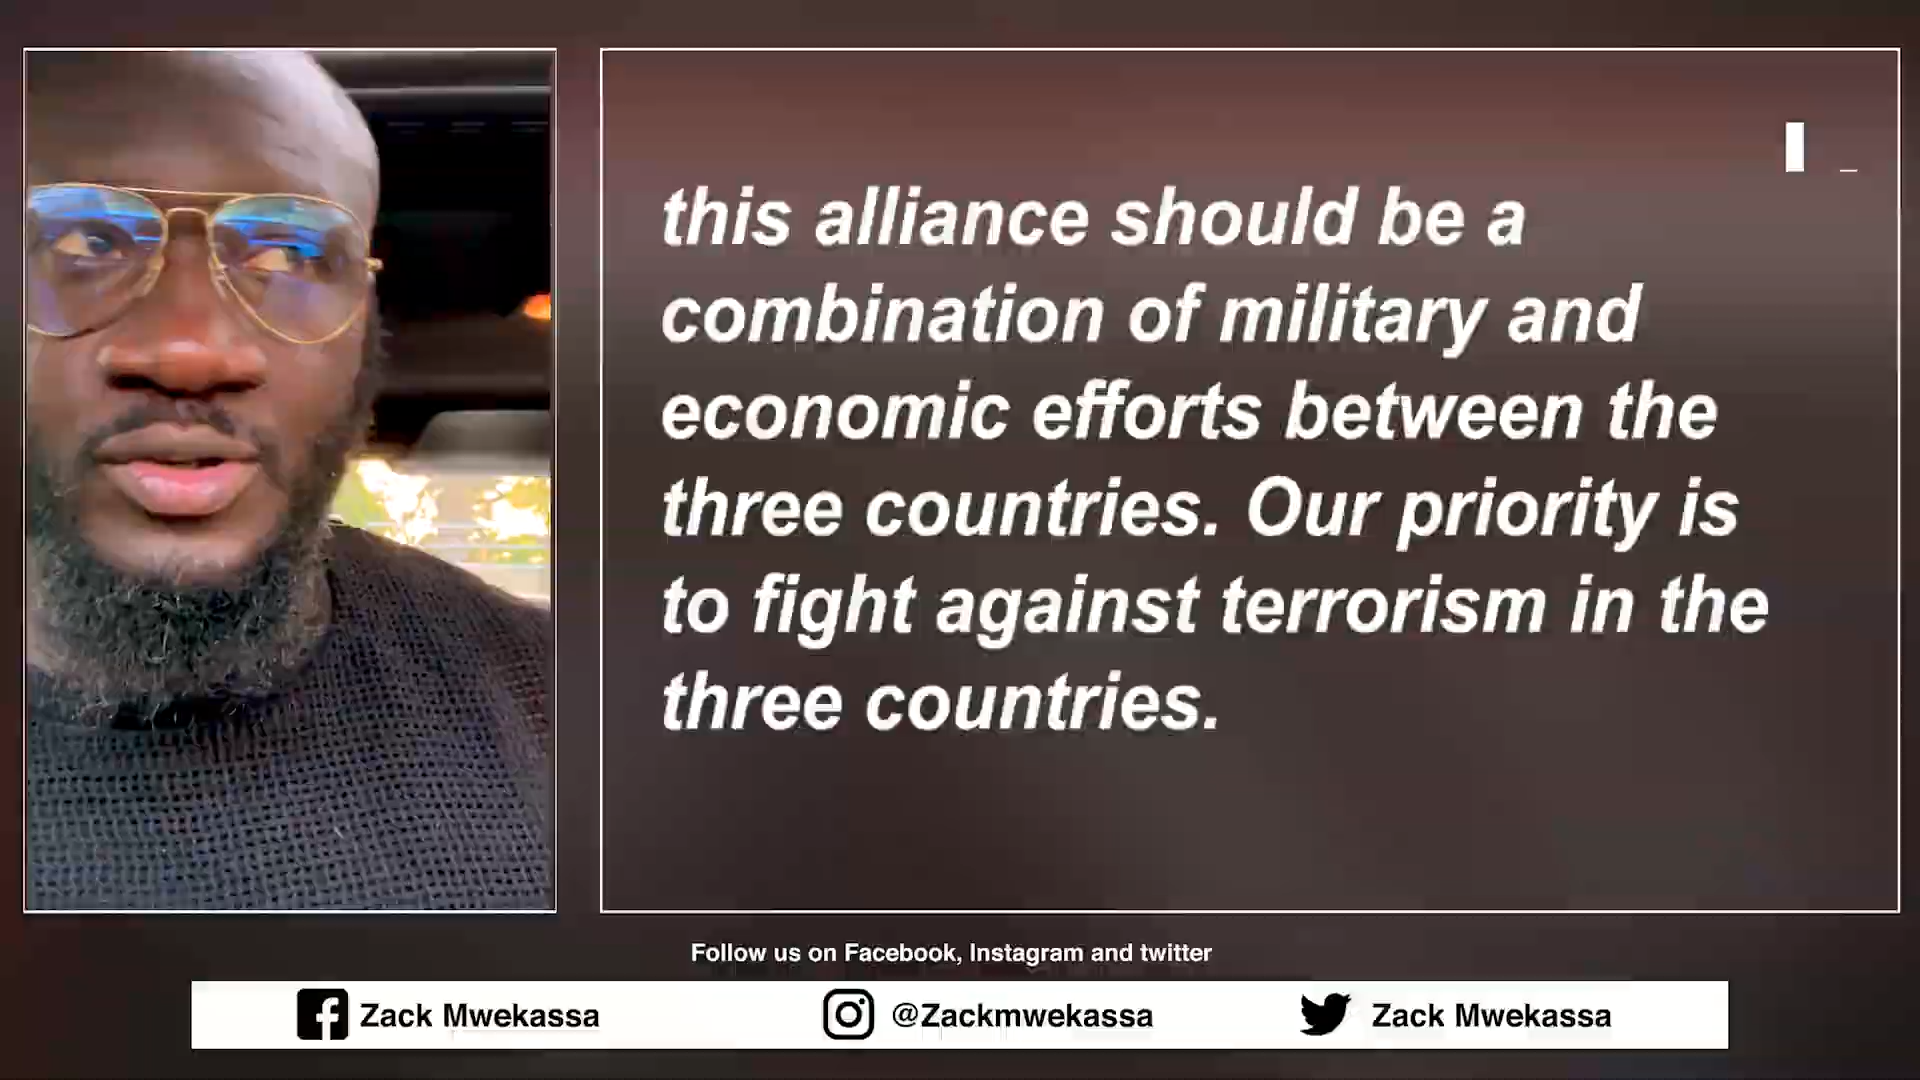 this alliance should be a
combination of military and
economic efforts between the
three countries. Our priority is
to fight against terrorism in the
three countries.
Follow us on Facebook, Instagram and twitter
Zack Mwekassa
@Zackmwekassa
Zack Mwekassa